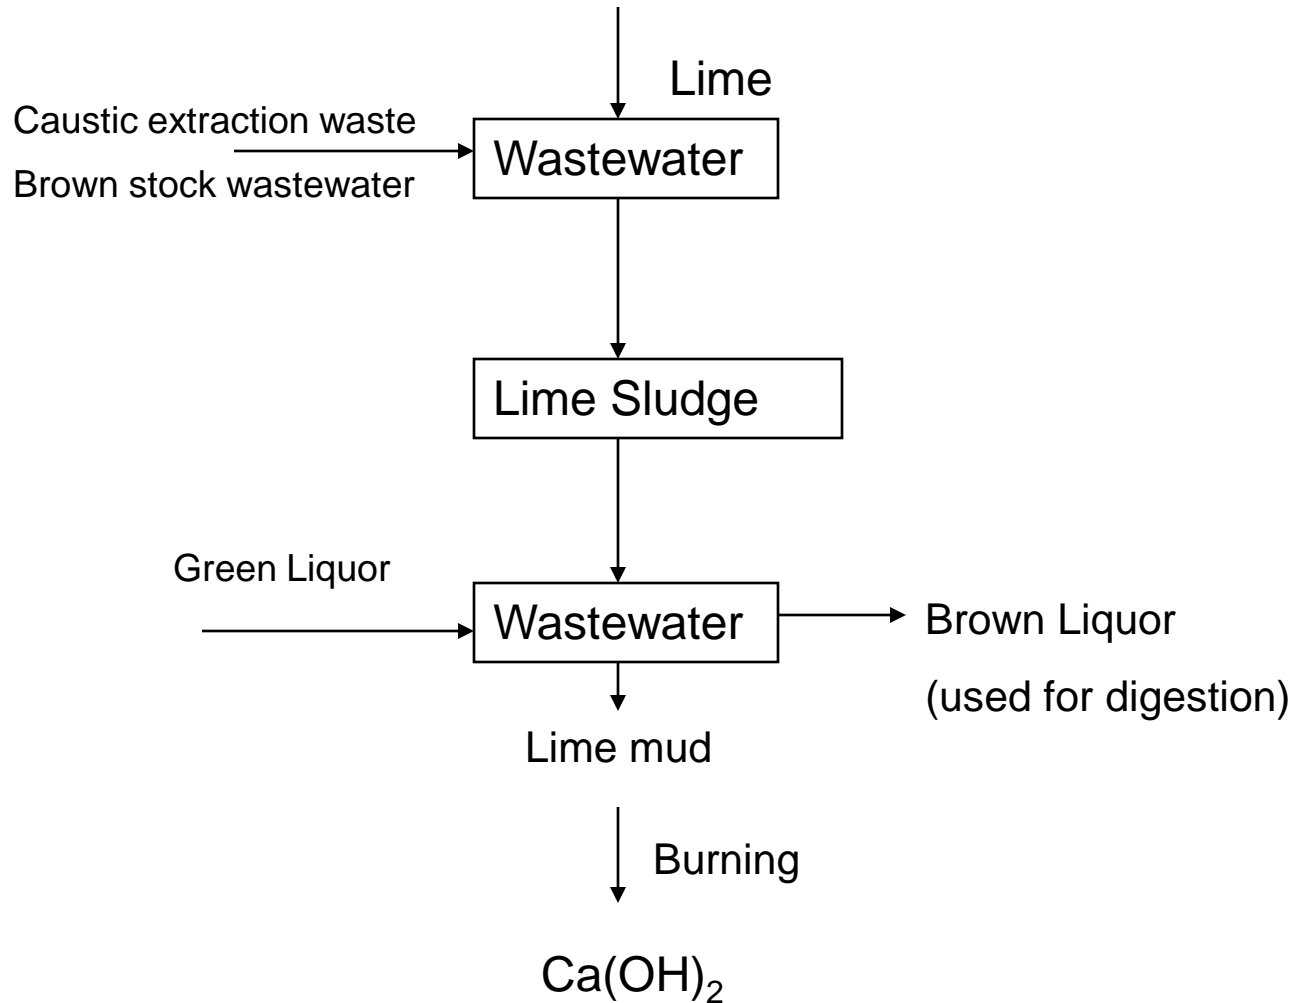 Lime
Caustic extraction waste
Wastewater
Brown stock wastewater
Lime Sludge
Green Liquor
Wastewater
Brown Liquor
(used for digestion)
Lime mud
Burning
Ca(OH)₂